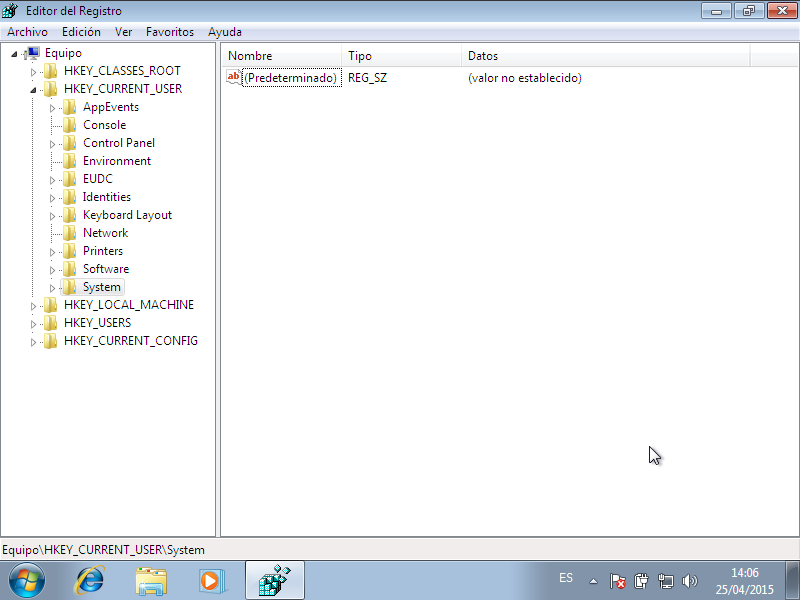 Editor del Registro
Archivo Edición Ver Favoritos Ayuda
Equipo
HKEY_CLASSES_ROOT
HKEY_CURRENT_USER
AppEvents
Console
Control Panel
Environment
EUDC
Identities
Keyboard Layout
Network
Printers
Software
System
HKEY_LOCAL_MACHINE
HKEY_USERS
HKEY_CURRENT_CONFIG
Nombre Tipo Datos
ab (Predeterminado) REG_SZ (valor no establecido)
Equipo\HKEY_CURRENT_USER\System
ES
14:06
25/04/2015